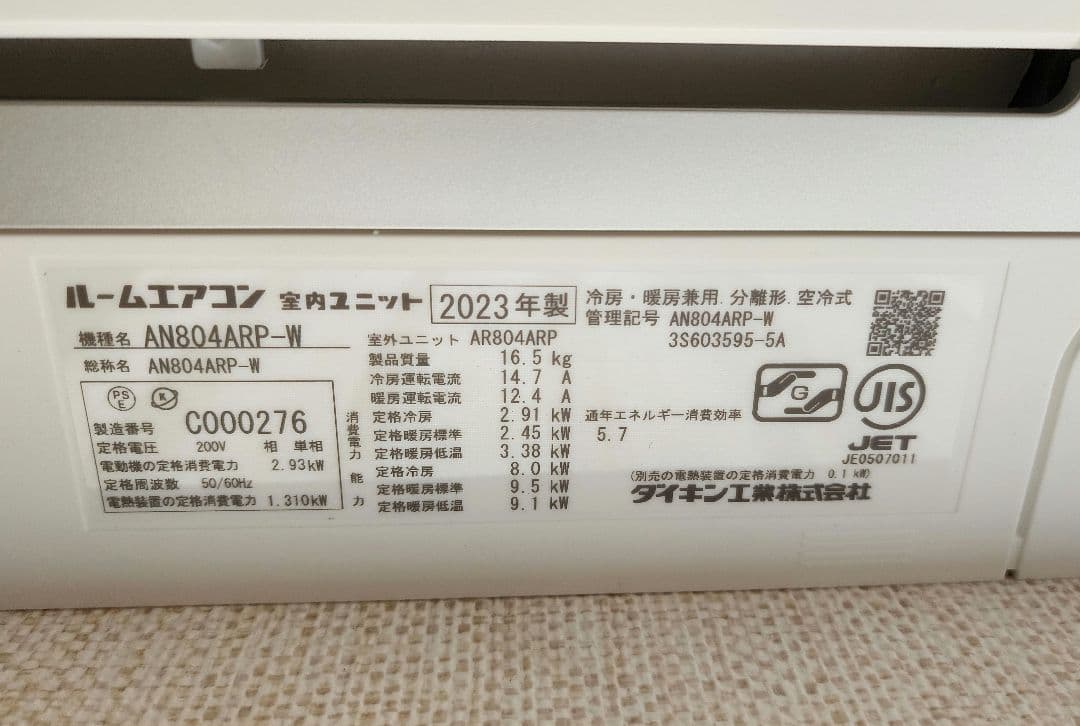 ルームエアコン 室内ユニット 2023年製
機種名 AN804ARP-W
総称名 AN804ARP-W
PS
E
K
製造番号 C000276
定格電圧 200V 相 単相
電動機の定格消費電力 2.93kW
定格周波数 50/60Hz
電熱装置の定格消費電力 1.310kW
室外ユニット AR804ARP
製品質量 16.5 kg
冷房運転電流 14.7 A
暖房運転電流 12.4 A
消費電力
定格冷房 2.91 kW
定格暖房標準 2.45 kW
定格暖房低温 3.38 kW
能力
定格冷房 8.0 kW
定格暖房標準 9.5 kW
定格暖房低温 9.1 kW
冷房・暖房兼用.分離形.空冷式
管理記号 AN804ARP-W
3S603595-5A
通年エネルギー消費効率
5.7
G
JIS
JET
JE0507011
(別売の電熱装置の定格消費電力 0.1 kW)
ダイキン工業株式会社